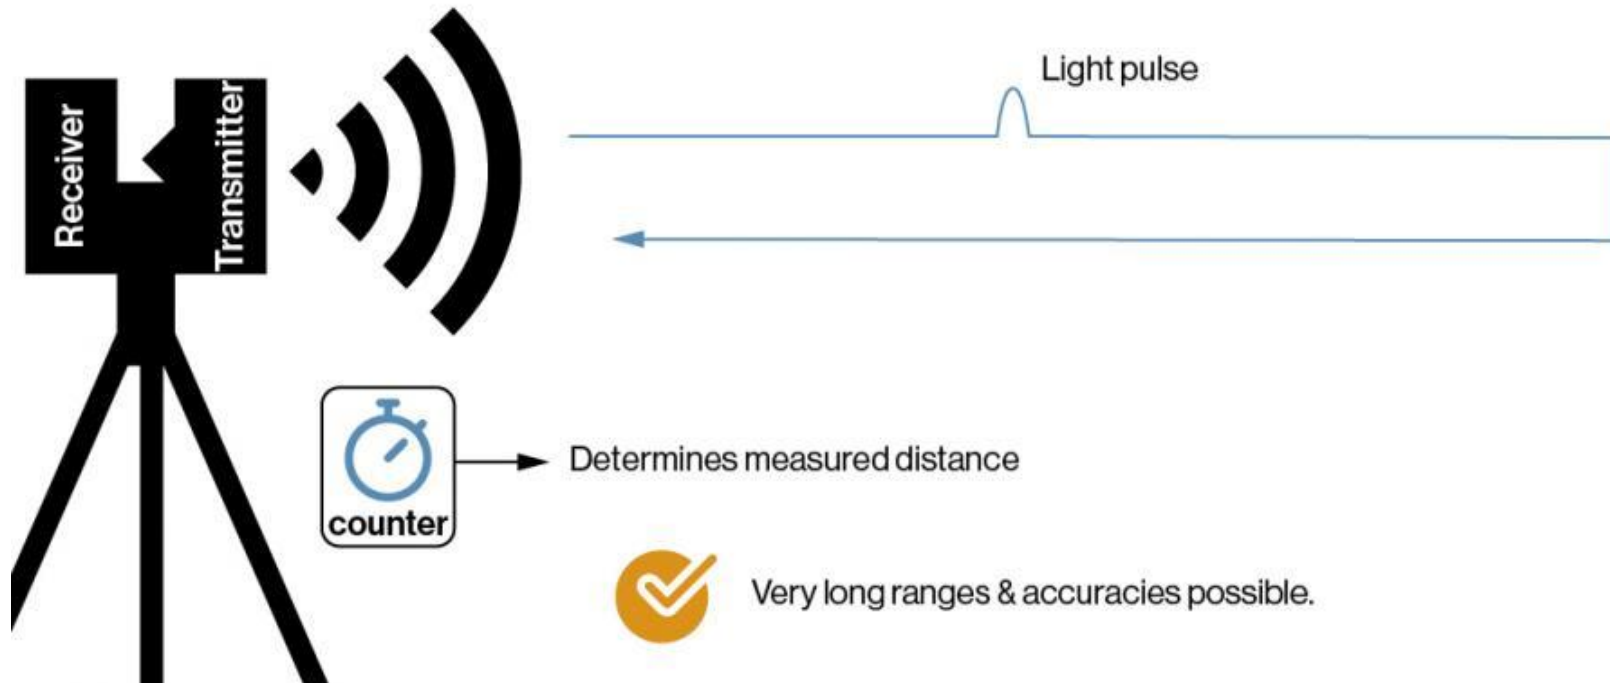 Light pulse
Receiver
Transmitter
Determines measured distance
counter
Very long ranges & accuracies possible.